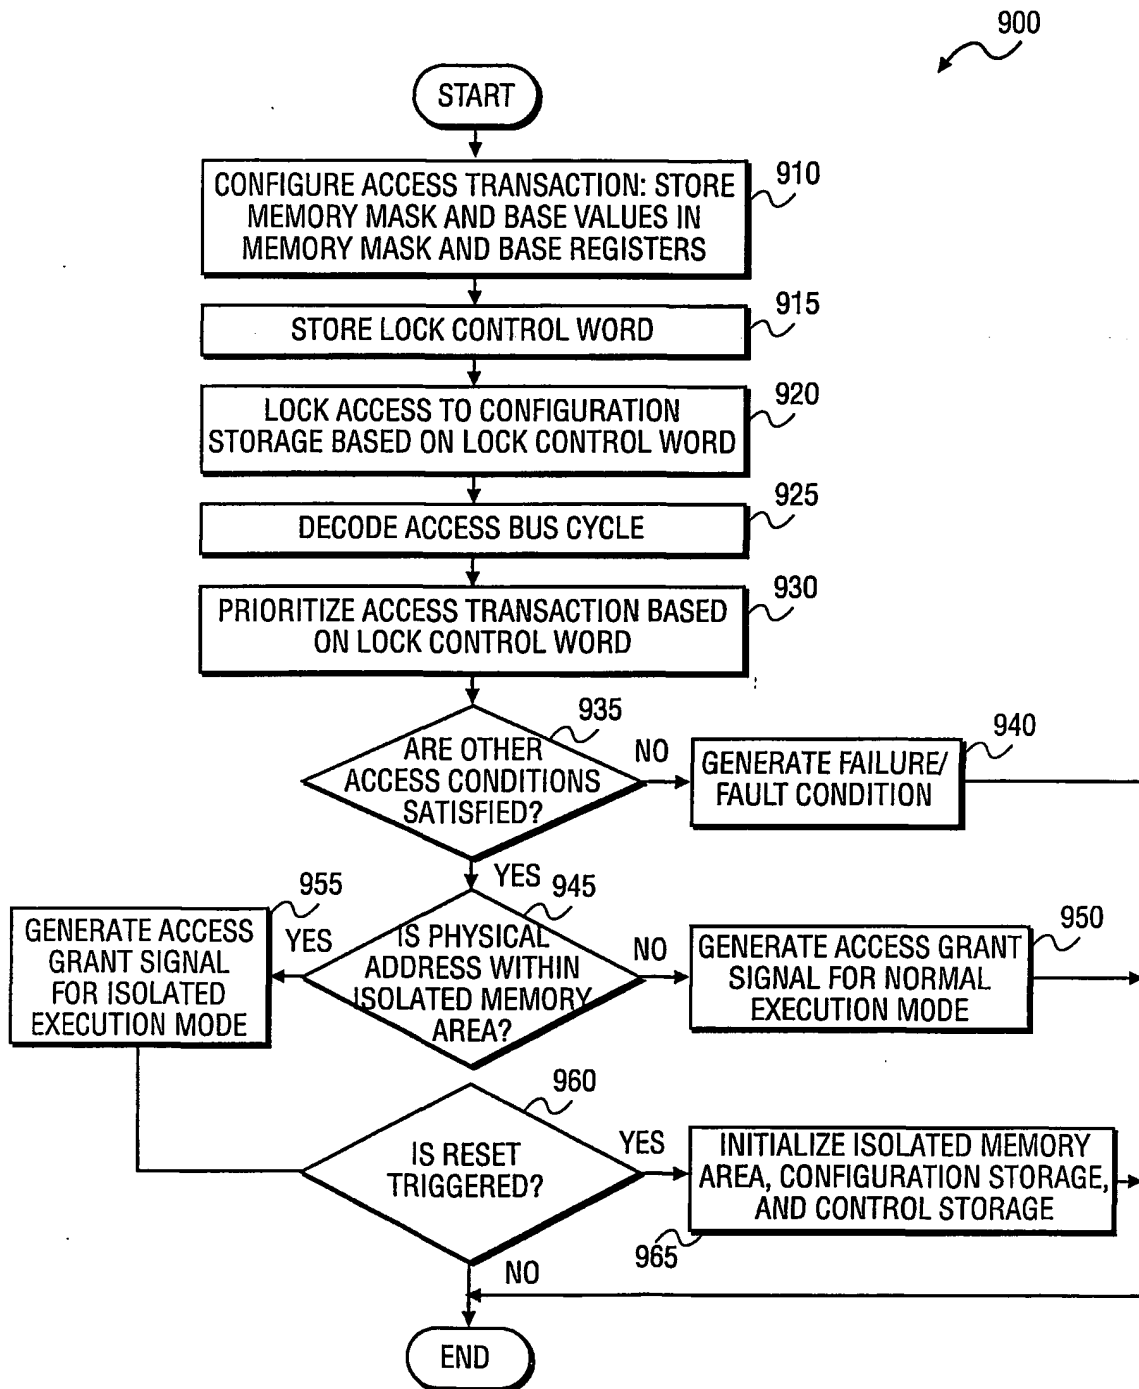 900
START
CONFIGURE ACCESS TRANSACTION: STORE
MEMORY MASK AND BASE VALUES IN
MEMORY MASK AND BASE REGISTERS
910
STORE LOCK CONTROL WORD
915
LOCK ACCESS TO CONFIGURATION
STORAGE BASED ON LOCK CONTROL WORD
920
DECODE ACCESS BUS CYCLE
925
PRIORITIZE ACCESS TRANSACTION BASED
ON LOCK CONTROL WORD
930
ARE OTHER
ACCESS CONDITIONS
SATISFIED?
935
NO
GENERATE FAILURE/
FAULT CONDITION
940
YES
IS PHYSICAL
ADDRESS WITHIN
ISOLATED MEMORY
AREA?
945
YES
GENERATE ACCESS
GRANT SIGNAL
FOR ISOLATED
EXECUTION MODE
955
NO
GENERATE ACCESS GRANT
SIGNAL FOR NORMAL
EXECUTION MODE
950
IS RESET
TRIGGERED?
960
YES
INITIALIZE ISOLATED MEMORY
AREA, CONFIGURATION STORAGE,
AND CONTROL STORAGE
965
NO
END